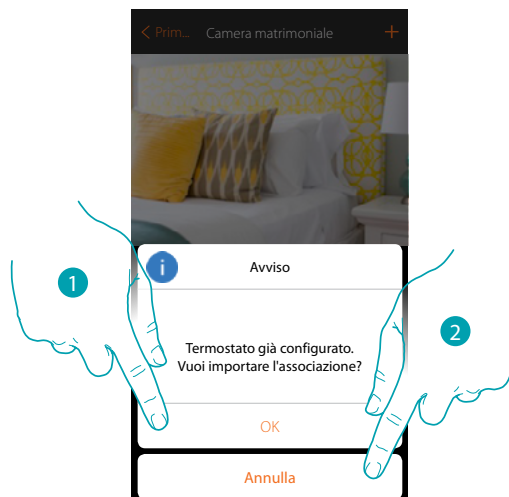 Prim... Camera matrimoniale +
i Avviso
Termostato già configurato.
Vuoi importare l'associazione?
OK
Annulla
1
2